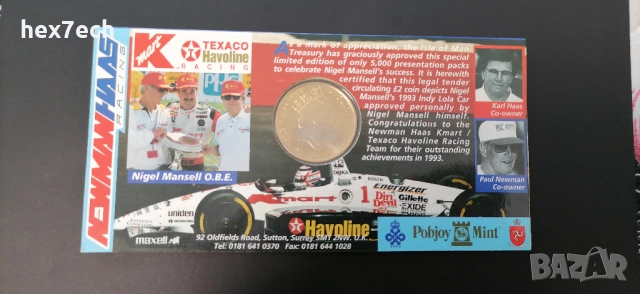 hex7tech
NEWMAN HAAS
RACING
K
mart
TEXACO
Havoline
RACING
As a mark of appreciation, the Isle of Man
Treasury has graciously approved this special
limited edition of only 5,000 presentation packs
to celebrate Nigel Mansell's success. It is herewith
certified that this legal tender
circulating £2 coin depicts Nigel
Mansell's 1993 Indy Lola Car
approved personally by
Nigel Mansell himself.
Congratulations to the
Newman Haas Kmart /
Texaco Havoline Racing
Team for their outstanding
achievements in 1993.
Karl Haas
Co-owner
Paul Newman
Co-owner
Nigel Mansell O.B.E.
BOSCH
Energizer
1
Dirt
Devil
Gillette
EXIDE
Kmart
uniden
maxell
Havoline
92 Oldfields Road, Sutton, Surrey SM1 2NW. U.K.
Tel: 0181 641 0370 Fax: 0181 644 1028
Pobjoy Mint
BAZAR.BG